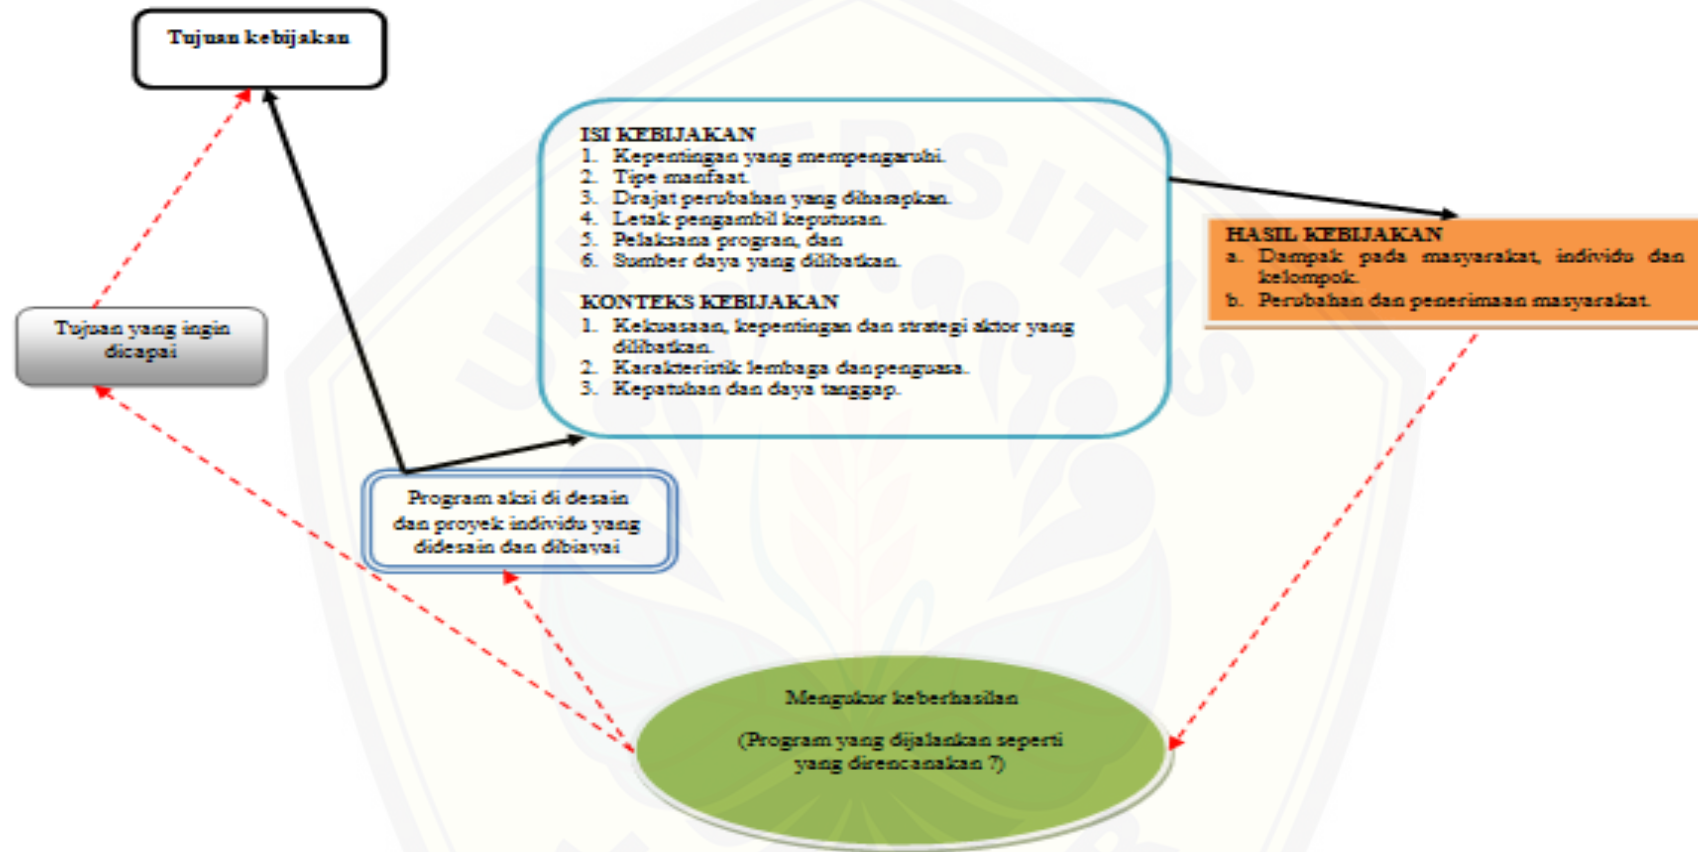 Tujuan kebijakan
ISI KEBIJAKAN
1. Kepentingan yang mempengaruhi.
2. Tipe manfaat.
3. Drajat perubahan yang diharapkan.
4. Letak pengambil keputusan.
5. Pelaksana progran, dan
6. Sumber daya yang dilibatkan.
KONTEKS KEBIJAKAN
1. Kekuasaan, kepentingan dan strategi aktor yang
dilibatkan.
2. Karakteristik lembaga dan penguasa.
3. Kepatuhan dan daya tanggap.
HASIL KEBIJAKAN
a. Dampak pada masyarakat, individu dan
kelompok.
b. Perubahan dan penerimaan masyarakat.
Tujuan yang ingin
dicapai
Program aksi di desain
dan proyek individu yang
didesain dan dibiayai
Mengukur keberhasilan
(Program yang dijalankan seperti
yang direncanakan ?)
UNIVERSITAS